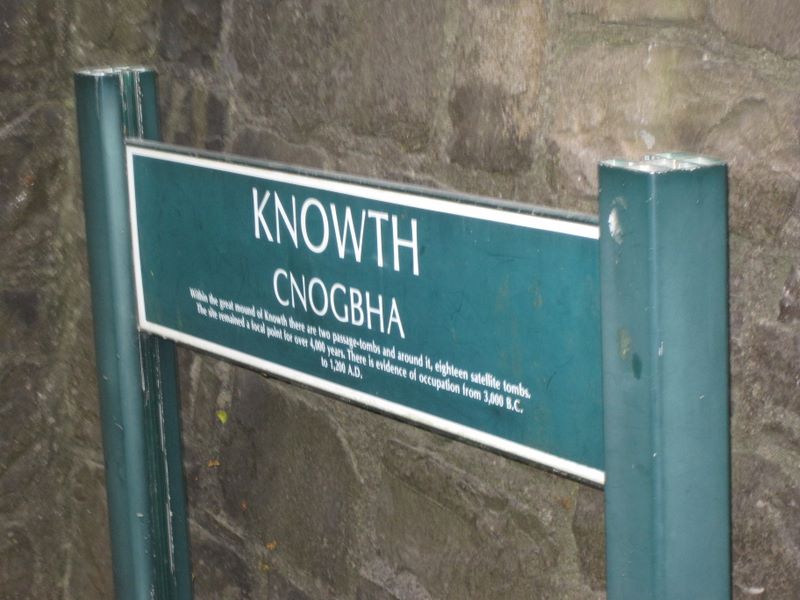 KNOWTH
CNOGBHA
Within the great mound of Knowth there are two passage-tombs and around it, eighteen satellite tombs.
The site remained a focal point for over 4,000 years. There is evidence of occupation from 3,000 B.C.
to 1,200 A.D.